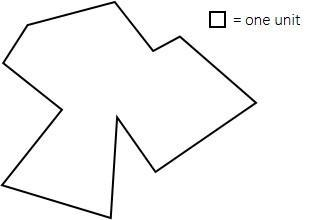 = one unit